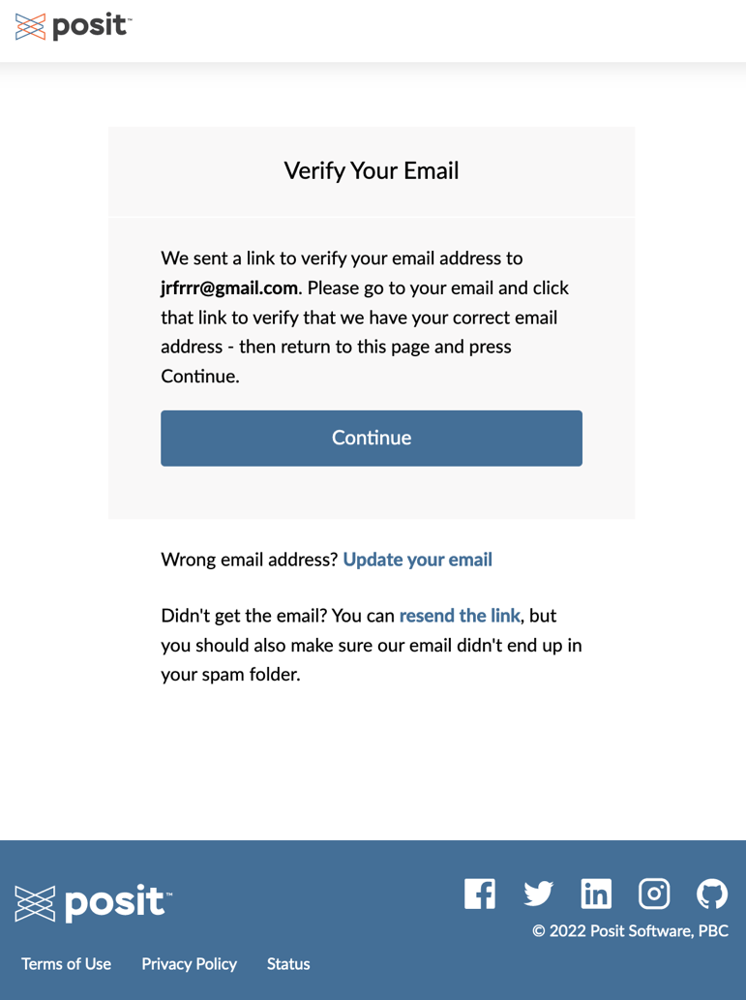 posit™
Verify Your Email
We sent a link to verify your email address to
jrfrrr@gmail.com. Please go to your email and click
that link to verify that we have your correct email
address - then return to this page and press
Continue.
Continue
Wrong email address? Update your email
Didn't get the email? You can resend the link, but
you should also make sure our email didn't end up in
your spam folder.
posit™
© 2022 Posit Software, PBC
Terms of Use Privacy Policy Status